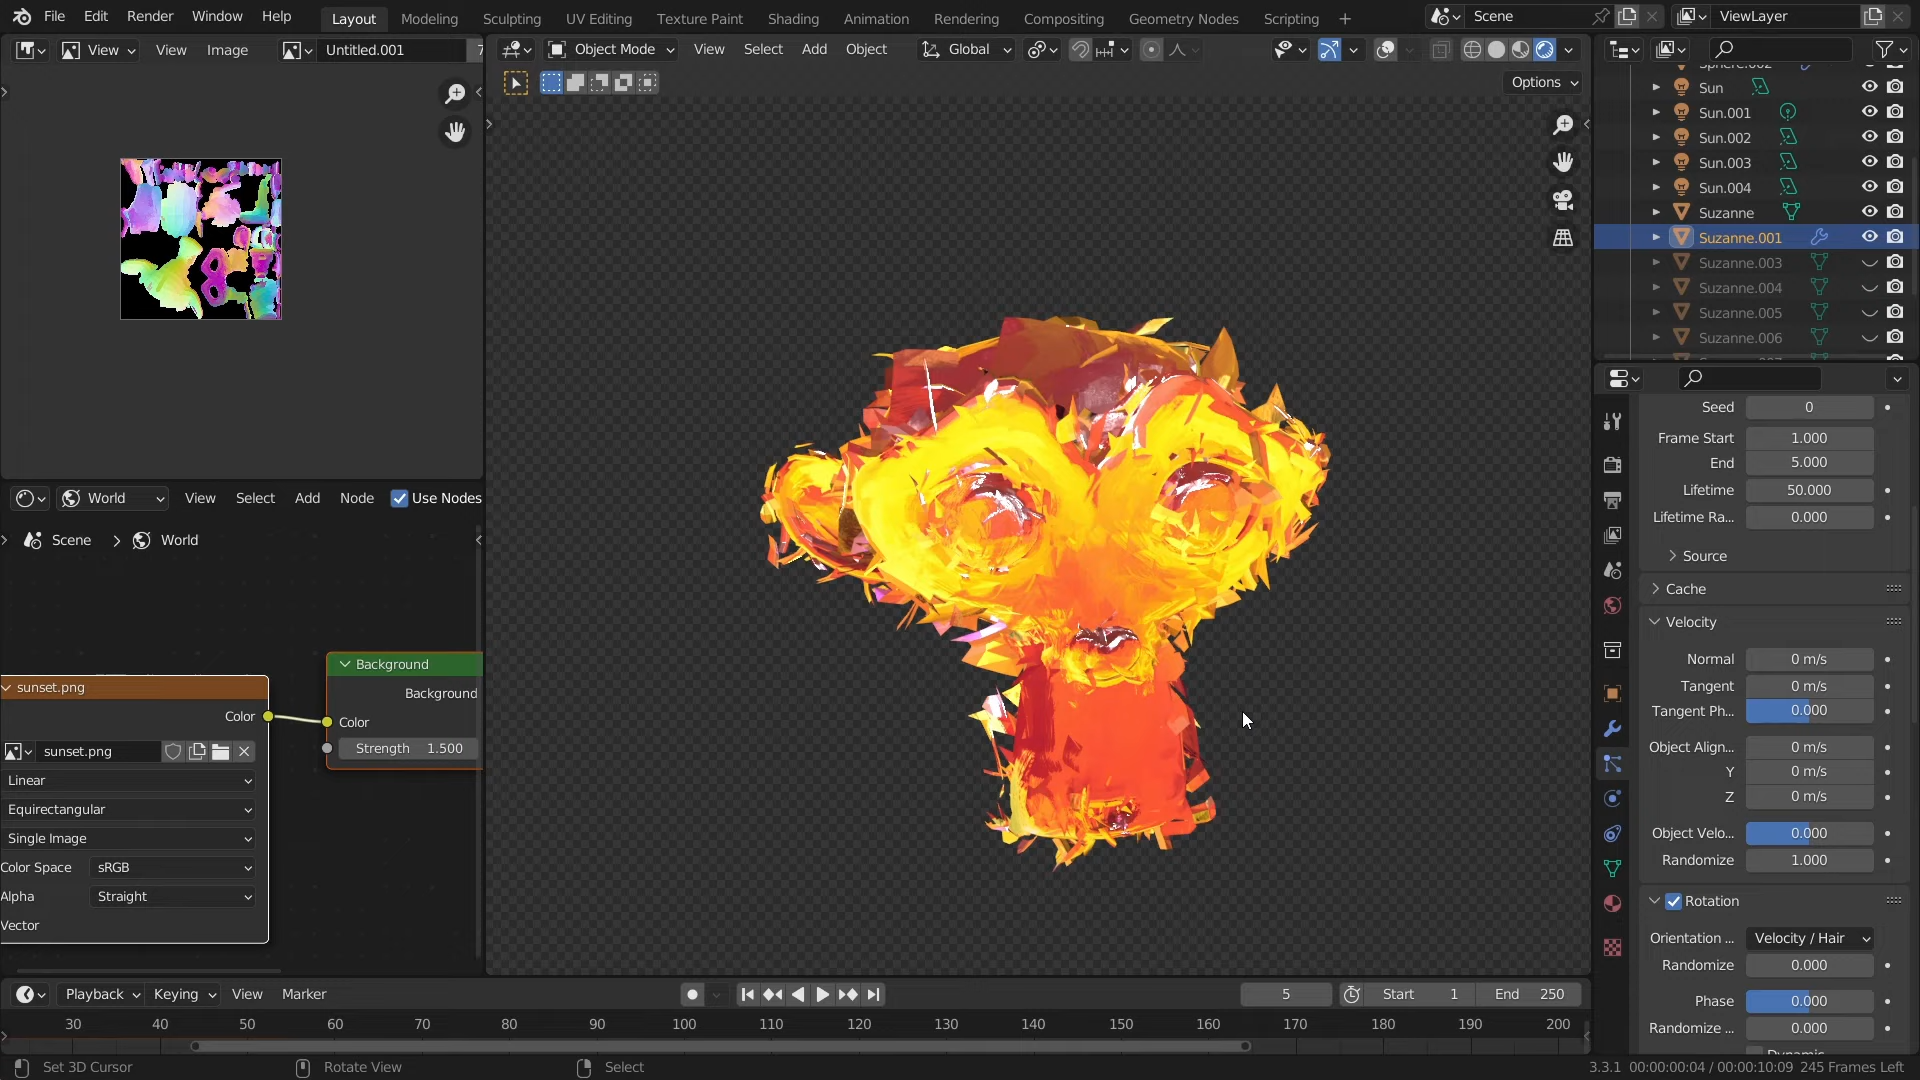 File Edit Render Window Help
Layout Modeling Sculpting UV Editing Texture Paint Shading Animation Rendering Compositing Geometry Nodes Scripting +
Scene
ViewLayer
View View Image Untitled.001 7
Object Mode View Select Add Object Global
Options
Sphere.002
Sun
Sun.001
Sun.002
Sun.003
Sun.004
Suzanne
Suzanne.001
Suzanne.003
Suzanne.004
Suzanne.005
Suzanne.006
World View Select Add Node Use Nodes
Scene > World
Background
Background
Color
Strength 1.500
sunset.png
Color
sunset.png
Linear
Equirectangular
Single Image
Color Space sRGB
Alpha Straight
Vector
Seed 0
Frame Start 1.000
End 5.000
Lifetime 50.000
Lifetime Ra... 0.000
Source
Cache
Velocity
Normal 0 m/s
Tangent 0 m/s
Tangent Ph... 0.000
Object Align... 0 m/s
Y 0 m/s
Z 0 m/s
Object Velo... 0.000
Randomize 1.000
Rotation
Orientation ... Velocity / Hair
Randomize 0.000
Phase 0.000
Randomize ... 0.000
Dynamic
Playback Keying View Marker
5 Start 1 End 250
30 40 50 60 70 80 90 100 110 120 130 140 150 160 170 180 190 200
Set 3D Cursor Rotate View Select
3.3.1 00:00:00:04 / 00:00:10:09 245 Frames Left